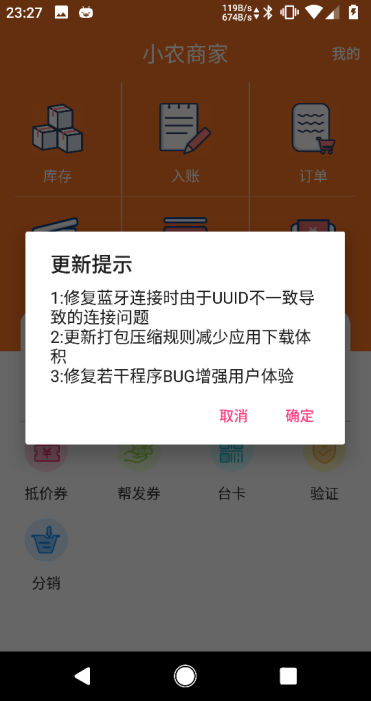 23:27
119B/s
674B/s
小农商家
我的
库存
入账
订单
更新提示
1:修复蓝牙连接时由于UUID不一致导
致的连接问题
2:更新打包压缩规则减少应用下载体
积
3:修复若干程序BUG增强用户体验
取消
确定
抵价券
帮发券
台卡
验证
分销